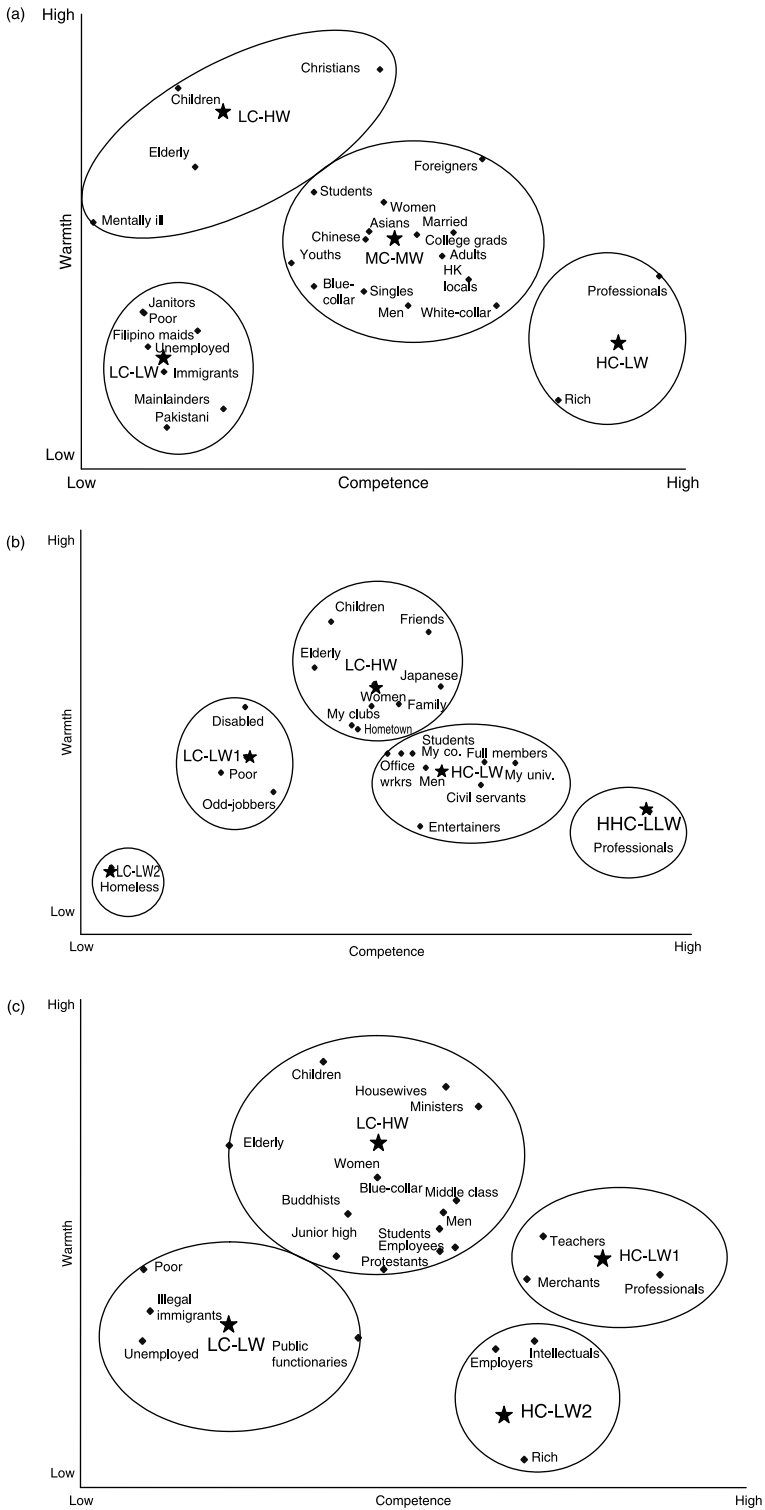 (a)
High
Christians
Children
LC-HW
Elderly
Foreigners
Students
Women
Mentally ill
Asians
Married
Chinese
College grads
MC-MW
Adults
Youths
HK
locals
Blue-
collar
Singles
Men
White-collar
Professionals
HC-LW
Rich
Janitors
Poor
Filipino maids
Unemployed
LC-LW
Immigrants
Mainlainders
Pakistani
Warmth
Low
Low
Competence
High
(b)
High
Children
Friends
Elderly
LC-HW
Japanese
Women
Family
My clubs
Hometown
Disabled
LC-LW1
Poor
Odd-jobbers
Students
My co.
Full members
Office
wrkrs
Men
HC-LW
My univ.
Civil servants
Entertainers
HHC-LLW
Professionals
LC-LW2
Homeless
Warmth
Low
Low
Competence
High
(c)
High
Children
Housewives
Ministers
LC-HW
Elderly
Women
Blue-collar
Middle class
Buddhists
Men
Junior high
Students
Employees
Protestants
Teachers
HC-LW1
Merchants
Professionals
Poor
Illegal
immigrants
LC-LW
Unemployed
Public
functionaries
Employers
Intellectuals
HC-LW2
Rich
Warmth
Low
Low
Competence
High